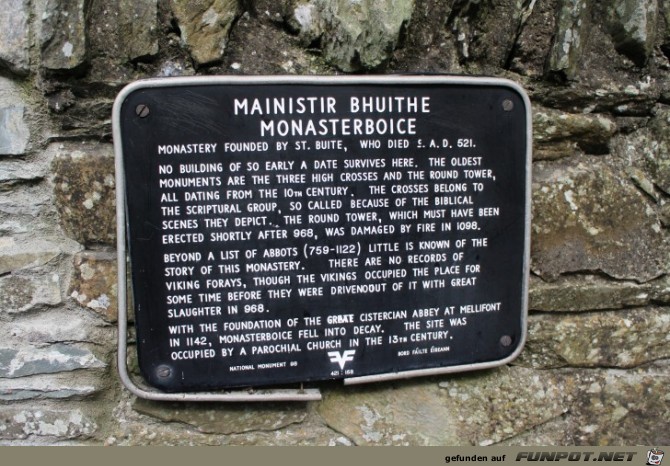 MAINISTIR BHUITHE
MONASTERBOICE
MONASTERY FOUNDED BY ST. BUITE, WHO DIED C. A.D. 521.
NO BUILDING OF SO EARLY A DATE SURVIVES HERE. THE OLDEST
MONUMENTS ARE THE THREE HIGH CROSSES AND THE ROUND TOWER,
ALL DATING FROM THE 10TH CENTURY. THE CROSSES BELONG TO
THE SCRIPTURAL GROUP, SO CALLED BECAUSE OF THE BIBLICAL
SCENES THEY DEPICT. THE ROUND TOWER, WHICH MUST HAVE BEEN
ERECTED SHORTLY AFTER 968, WAS DAMAGED BY FIRE IN 1098.
BEYOND A LIST OF ABBOTS (759-1122) LITTLE IS KNOWN OF THE
STORY OF THIS MONASTERY. THERE ARE NO RECORDS OF
VIKING FORAYS, THOUGH THE VIKINGS OCCUPIED THE PLACE FOR
SOME TIME BEFORE THEY WERE DRIVENOUT OF IT WITH GREAT
SLAUGHTER IN 968.
WITH THE FOUNDATION OF THE GREAT CISTERCIAN ABBEY AT MELLIFONT
IN 1142, MONASTERBOICE FELL INTO DECAY. THE SITE WAS
OCCUPIED BY A PAROCHIAL CHURCH IN THE 13TH CENTURY.
NATIONAL MONUMENT 86 BORD FÁILTE ÉIREANN
gefunden auf FUNPOT.NET